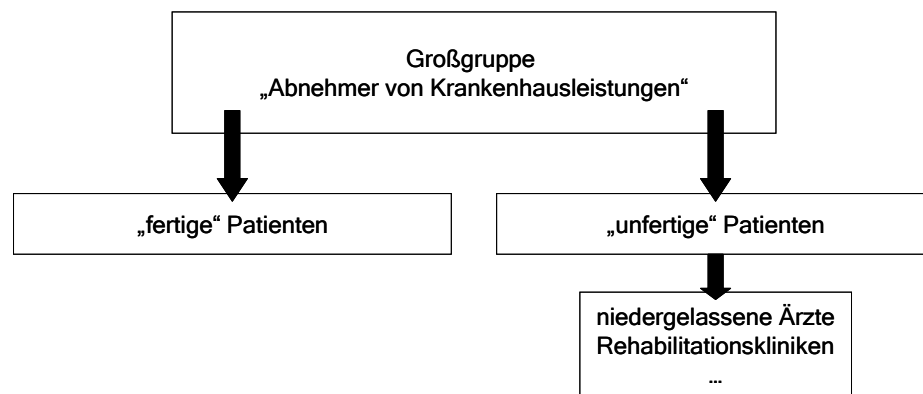 Großgruppe
„Abnehmer von Krankenhausleistungen“
„fertige“ Patienten
„unfertige“ Patienten
niedergelassene Ärzte
Rehabilitationskliniken
...